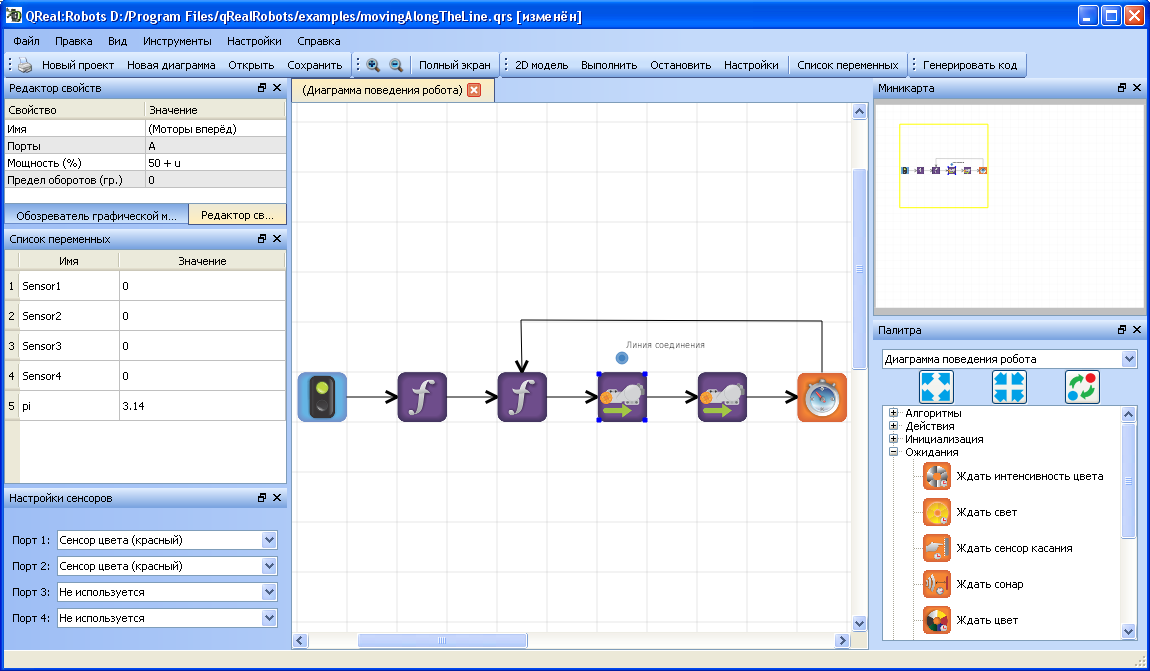 QReal:Robots D:/Program Files/qRealRobots/examples/movingAlongTheLine.qrs [изменён]
Файл Правка Вид Инструменты Настройки Справка
Новый проект Новая диаграмма Открыть Сохранить Полный экран 2D модель Выполнить Остановить Настройки Список переменных Генерировать код
Редактор свойств
Свойство Значение
Имя (Моторы вперёд)
Порты A
Мощность (%) 50 + u
Предел оборотов (гр.) 0
Обозреватель графической м... Редактор св...
Список переменных
Имя Значение
1 Sensor1 0
2 Sensor2 0
3 Sensor3 0
4 Sensor4 0
5 pi 3.14
Настройки сенсоров
Порт 1: Сенсор цвета (красный)
Порт 2: Сенсор цвета (красный)
Порт 3: Не используется
Порт 4: Не используется
(Диаграмма поведения робота)
Линия соединения
f f
Миникарта
Палитра
Диаграмма поведения робота
Алгоритмы
Действия
Инициализация
Ожидания
Ждать интенсивность цвета
Ждать свет
Ждать сенсор касания
Ждать сонар
Ждать цвет